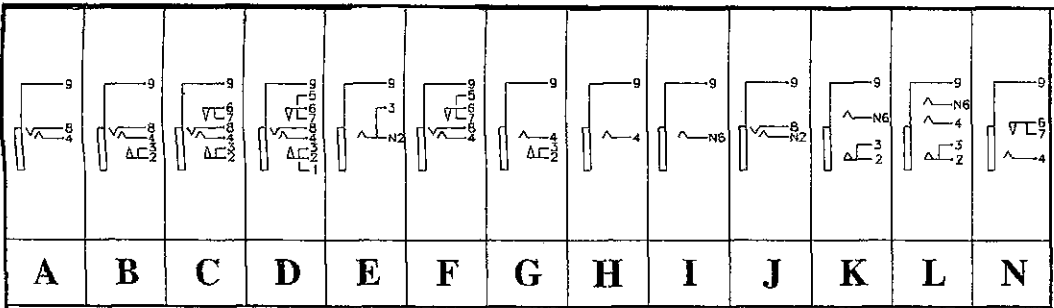 9 8 4
9 8 4 3 2
9 6 7 8 4 3 2
9 5 6 7 8 4 3 2 1
9 3 N2
9 5 6 7 8 4
9 4 3 2
9 4
9 N6
9 8 N2
9 N6 3 2
9 N6 4 3 2
9 6 7 4
A B C D E F G H I J K L N